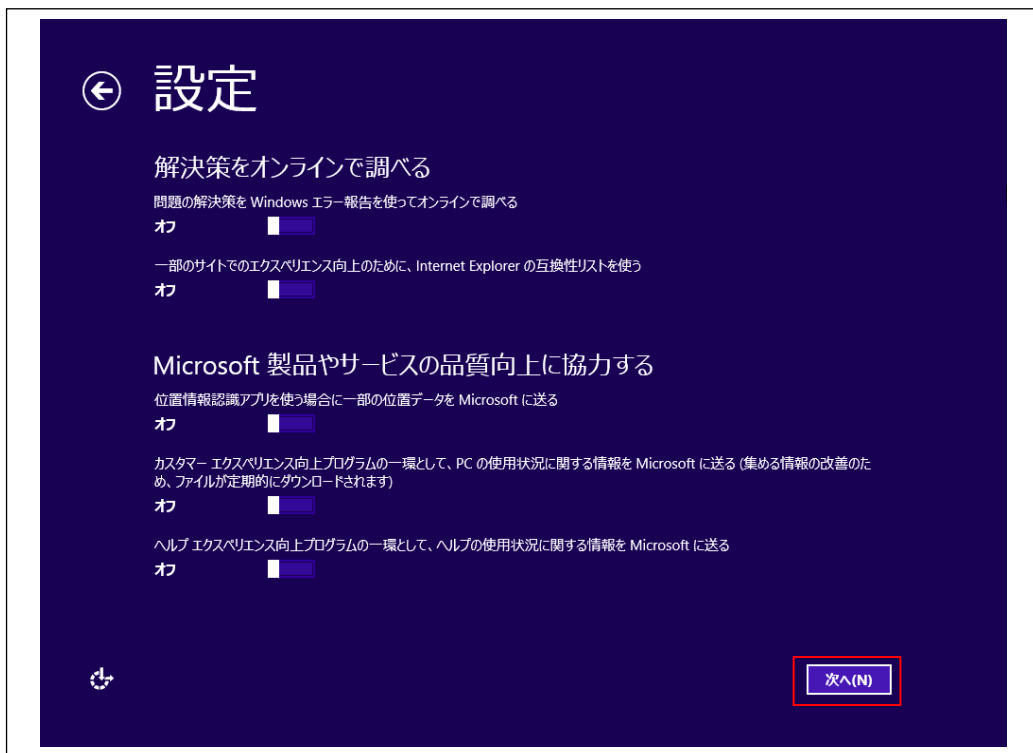 設定
解決策をオンラインで調べる
問題の解決策を Windows エラー報告を使ってオンラインで調べる
オフ
一部のサイトでのエクスペリエンス向上のために、Internet Explorer の互換性リストを使う
オフ
Microsoft 製品やサービスの品質向上に協力する
位置情報認識アプリを使う場合に一部の位置データを Microsoft に送る
オフ
カスタマー エクスペリエンス向上プログラムの一環として、PC の使用状況に関する情報を Microsoft に送る (集める情報の改善のた
め、ファイルが定期的にダウンロードされます)
オフ
ヘルプ エクスペリエンス向上プログラムの一環として、ヘルプの使用状況に関する情報を Microsoft に送る
オフ
次へ(N)